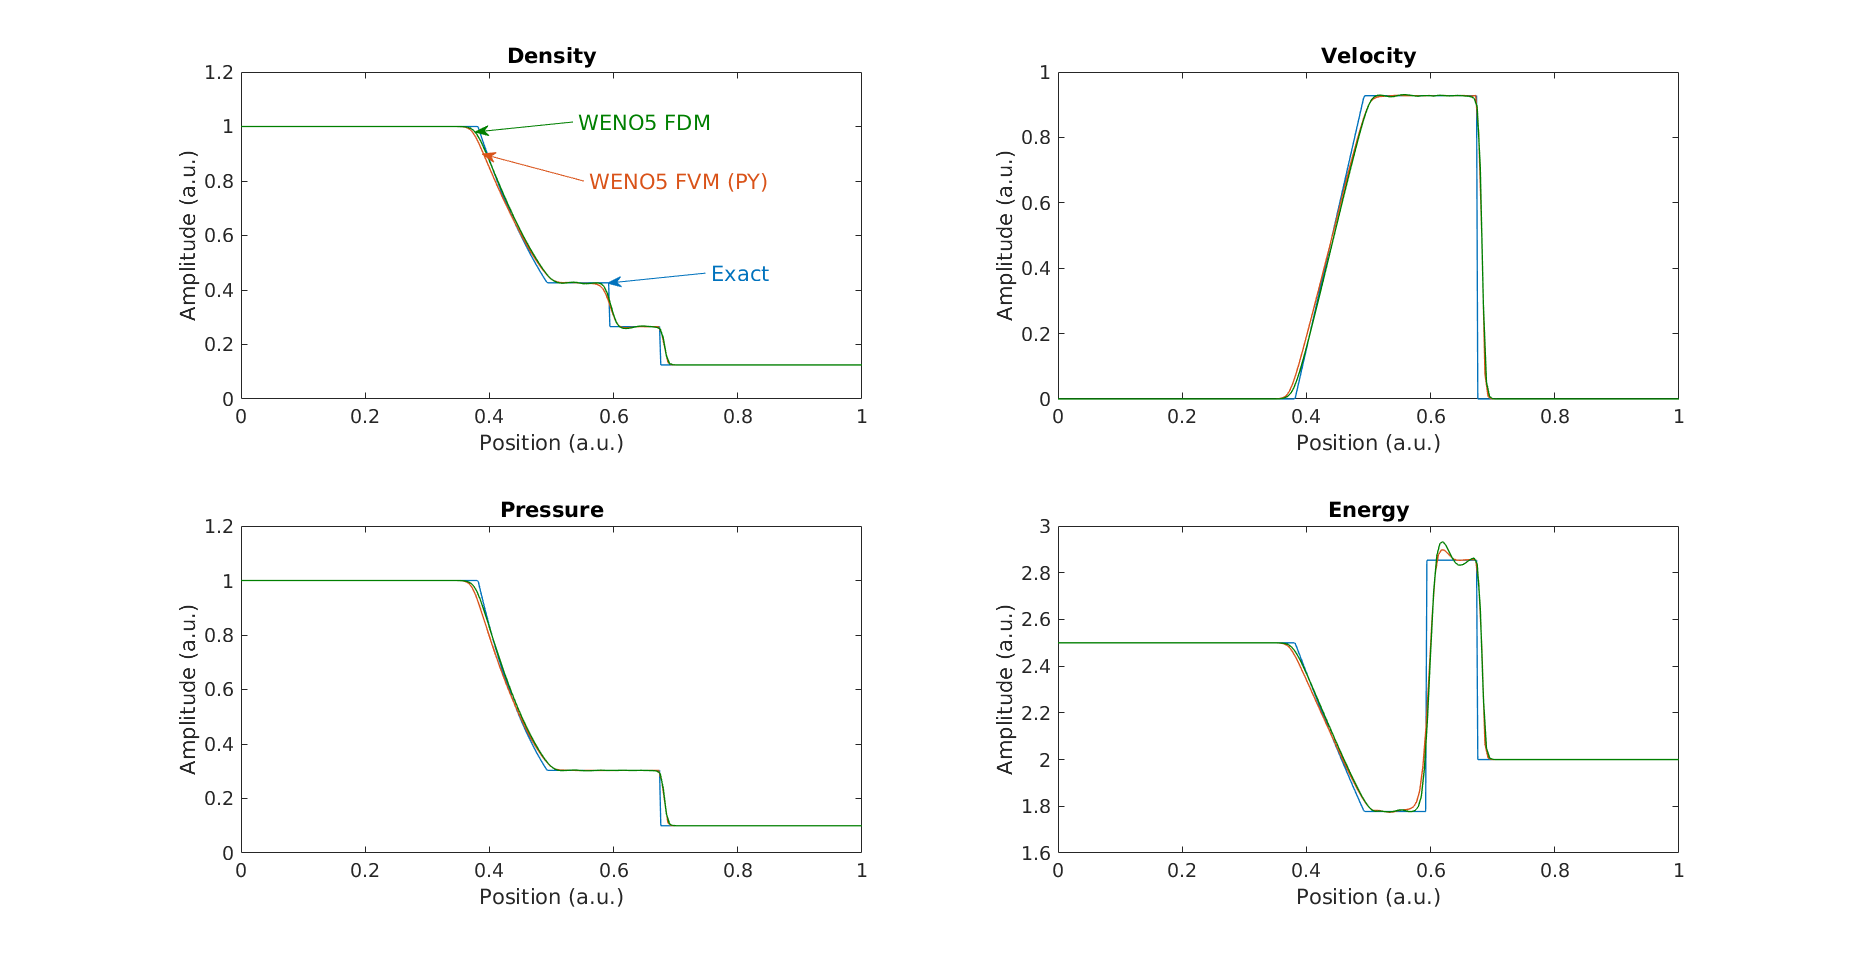 Density
1.2
1
0.8
0.6
0.4
0.2
0
0 0.2 0.4 0.6 0.8 1
Amplitude (a.u.)
Position (a.u.)
WENO5 FDM
WENO5 FVM (PY)
Exact
Velocity
1
0.8
0.6
0.4
0.2
0
0 0.2 0.4 0.6 0.8 1
Amplitude (a.u.)
Position (a.u.)
Pressure
1.2
1
0.8
0.6
0.4
0.2
0
0 0.2 0.4 0.6 0.8 1
Amplitude (a.u.)
Position (a.u.)
Energy
3
2.8
2.6
2.4
2.2
2
1.8
1.6
0 0.2 0.4 0.6 0.8 1
Amplitude (a.u.)
Position (a.u.)